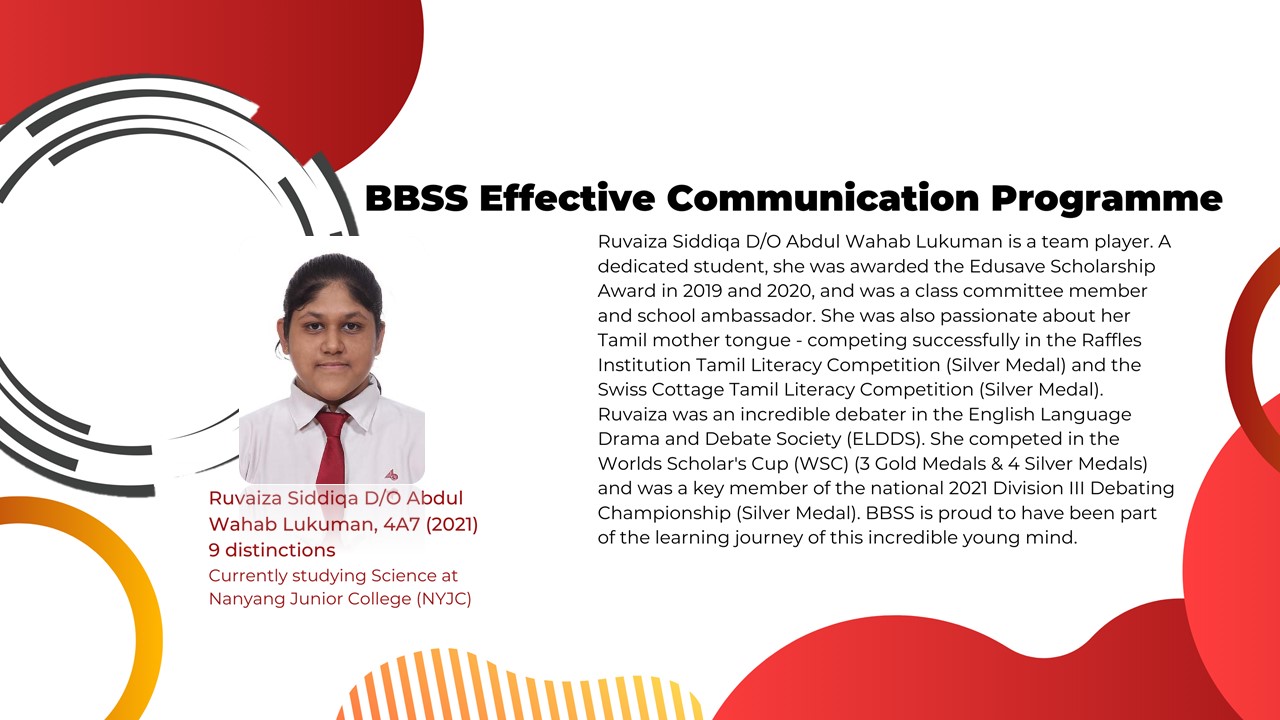 BBSS Effective Communication Programme
Ruvaiza Siddiqa D/O Abdul Wahab Lukuman is a team player. A
dedicated student, she was awarded the Edusave Scholarship
Award in 2019 and 2020, and was a class committee member
and school ambassador. She was also passionate about her
Tamil mother tongue - competing successfully in the Raffles
Institution Tamil Literacy Competition (Silver Medal) and the
Swiss Cottage Tamil Literacy Competition (Silver Medal).
Ruvaiza was an incredible debater in the English Language
Drama and Debate Society (ELDDS). She competed in the
Worlds Scholar's Cup (WSC) (3 Gold Medals & 4 Silver Medals)
and was a key member of the national 2021 Division III Debating
Championship (Silver Medal). BBSS is proud to have been part
of the learning journey of this incredible young mind.
Ruvaiza Siddiqa D/O Abdul
Wahab Lukuman, 4A7 (2021)
9 distinctions
Currently studying Science at
Nanyang Junior College (NYJC)